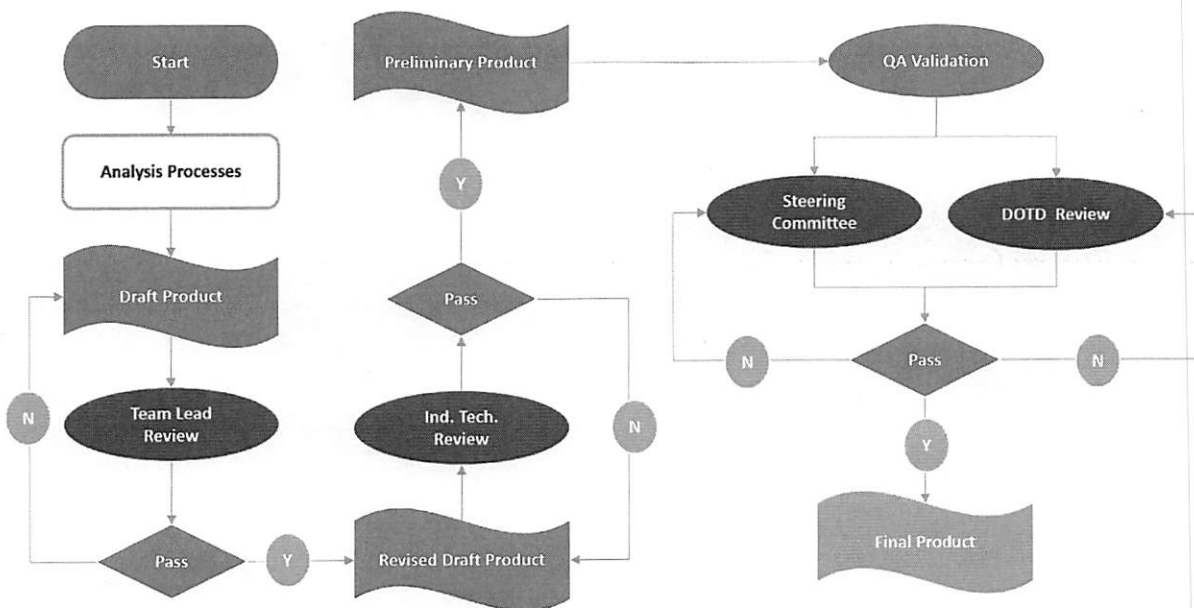 Start
Analysis Processes
Draft Product
N
Team Lead
Review
Pass
Y
Preliminary Product
Y
Pass
N
Ind. Tech.
Review
Revised Draft Product
QA Validation
Steering
Committee
DOTD Review
N
Pass
N
Y
Final Product